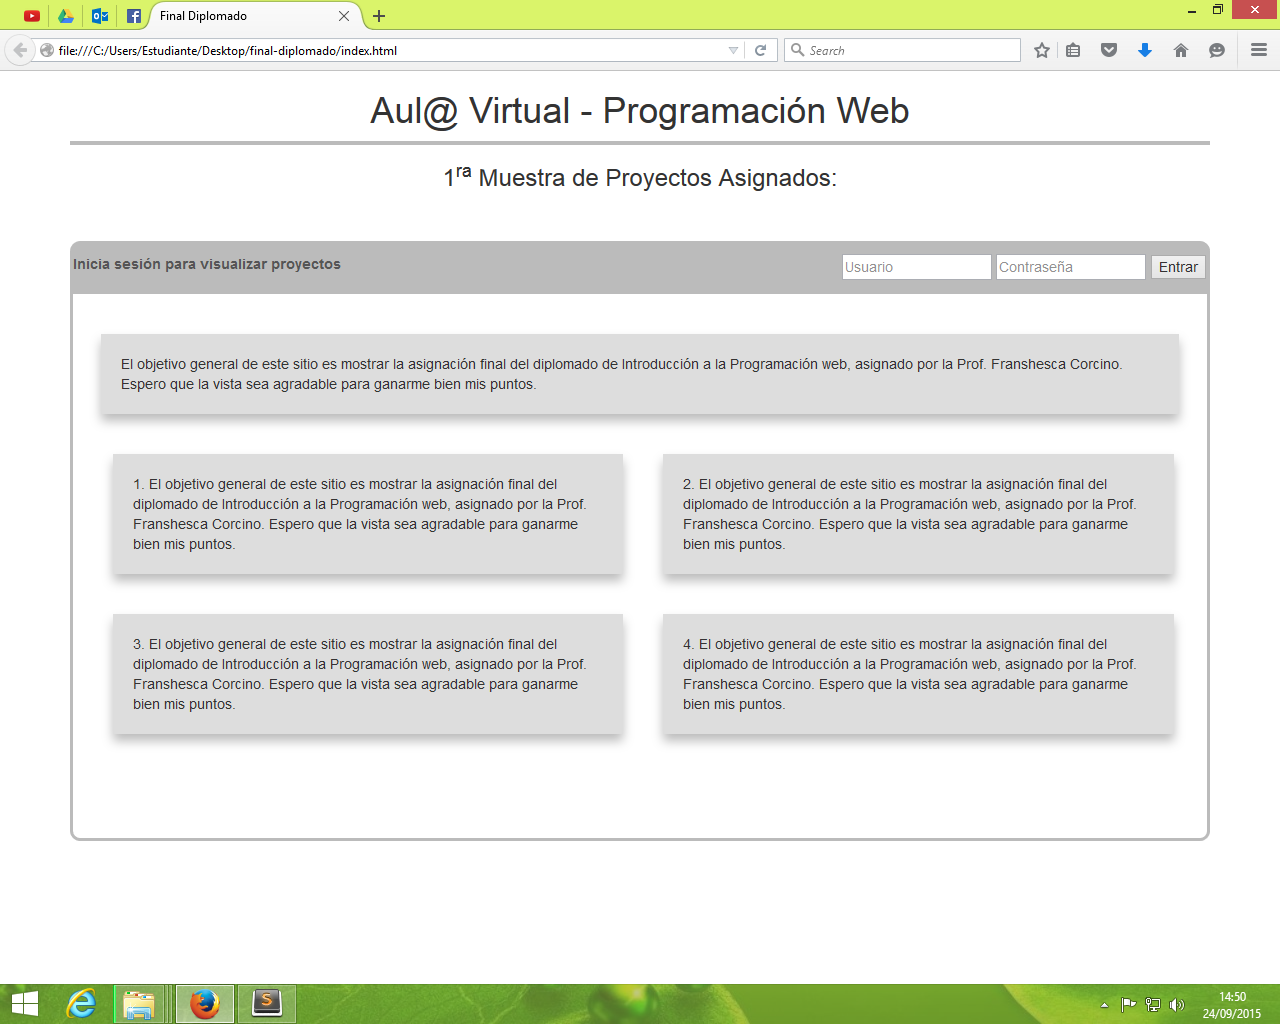 Final Diplomado
file:///C:/Users/Estudiante/Desktop/final-diplomado/index.html
Search
Aul@ Virtual - Programación Web
1ra Muestra de Proyectos Asignados:
Inicia sesión para visualizar proyectos
Usuario
Contraseña
Entrar
El objetivo general de este sitio es mostrar la asignación final del diplomado de Introducción a la Programación web, asignado por la Prof. Franshesca Corcino.
Espero que la vista sea agradable para ganarme bien mis puntos.
1. El objetivo general de este sitio es mostrar la asignación final del
diplomado de Introducción a la Programación web, asignado por la Prof.
Franshesca Corcino. Espero que la vista sea agradable para ganarme
bien mis puntos.
2. El objetivo general de este sitio es mostrar la asignación final del
diplomado de Introducción a la Programación web, asignado por la Prof.
Franshesca Corcino. Espero que la vista sea agradable para ganarme
bien mis puntos.
3. El objetivo general de este sitio es mostrar la asignación final del
diplomado de Introducción a la Programación web, asignado por la Prof.
Franshesca Corcino. Espero que la vista sea agradable para ganarme
bien mis puntos.
4. El objetivo general de este sitio es mostrar la asignación final del
diplomado de Introducción a la Programación web, asignado por la Prof.
Franshesca Corcino. Espero que la vista sea agradable para ganarme
bien mis puntos.
14:50
24/09/2015